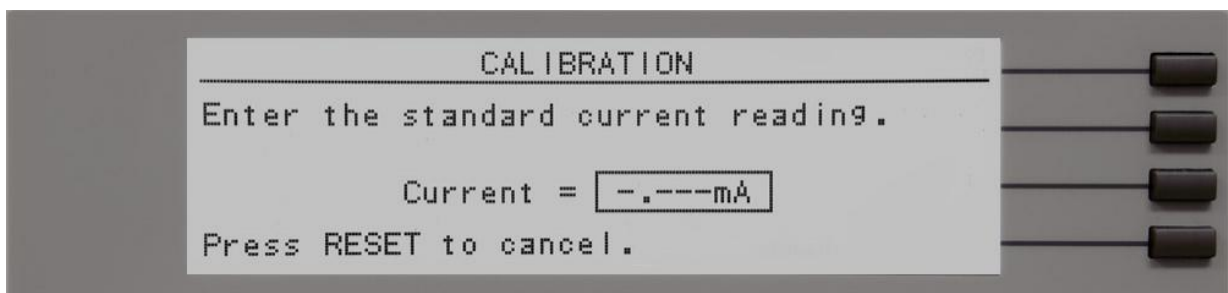 CALIBRATION
Enter the standard current reading.
Current = -.---mA
Press RESET to cancel.